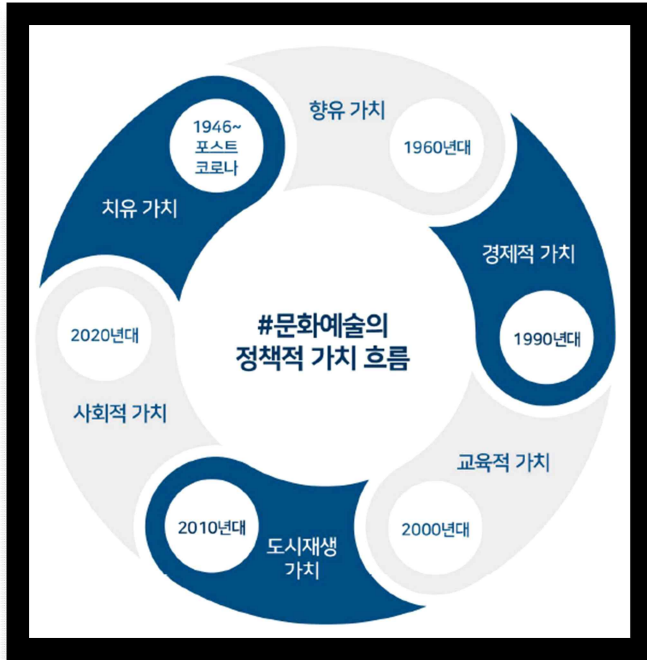 #문화예술의
정책적 가치 흐름
1946~
포스트
코로나
치유 가치
향유 가치
1960년대
경제적 가치
1990년대
교육적 가치
2000년대
도시재생
가치
2010년대
사회적 가치
2020년대